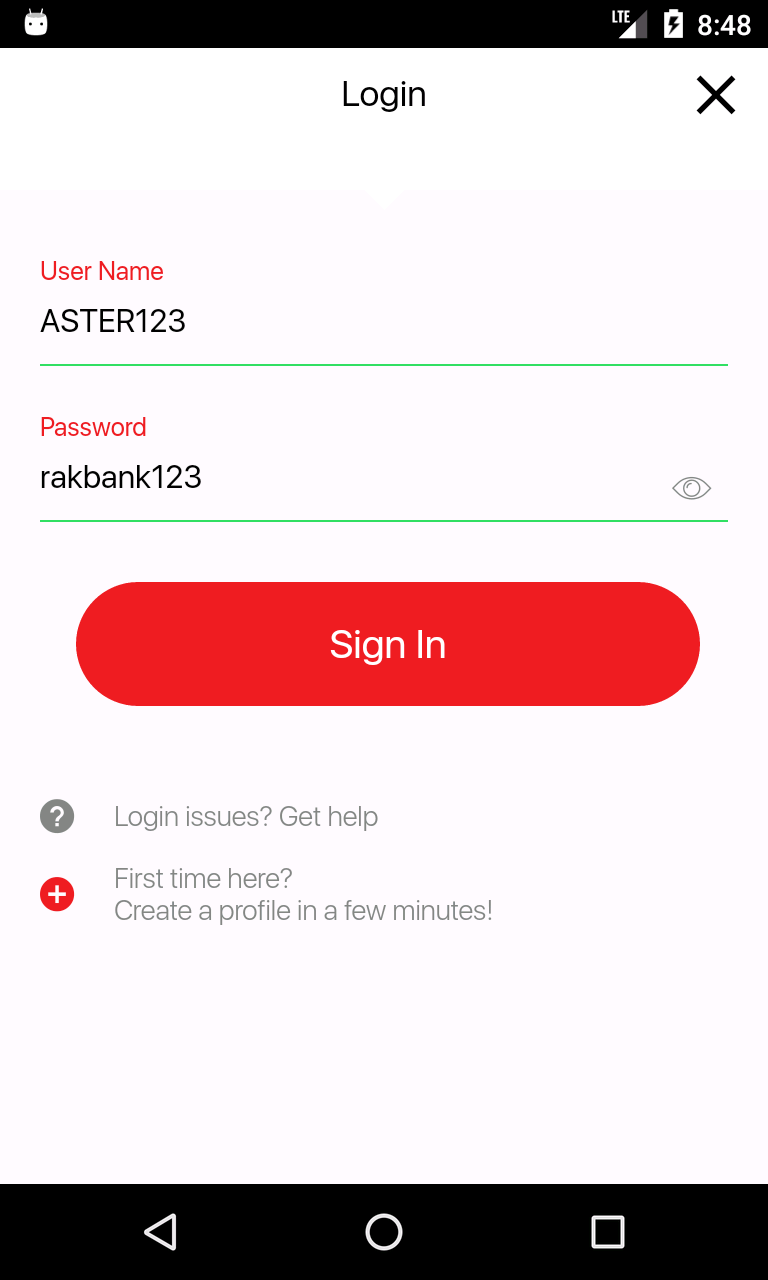 LTE 8:48
Login
User Name
ASTER123
Password
rakbank123
Sign In
Login issues? Get help
First time here?
Create a profile in a few minutes!